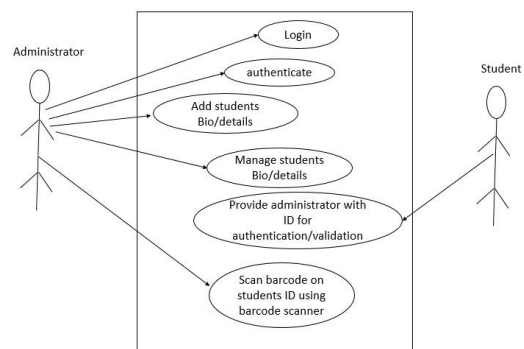 Login
Administrator
authenticate
Student
Add students
Bio/details
Manage students
Bio/details
Provide administrator with
ID for
authentication/validation
Scan barcode on
students ID using
barcode scanner